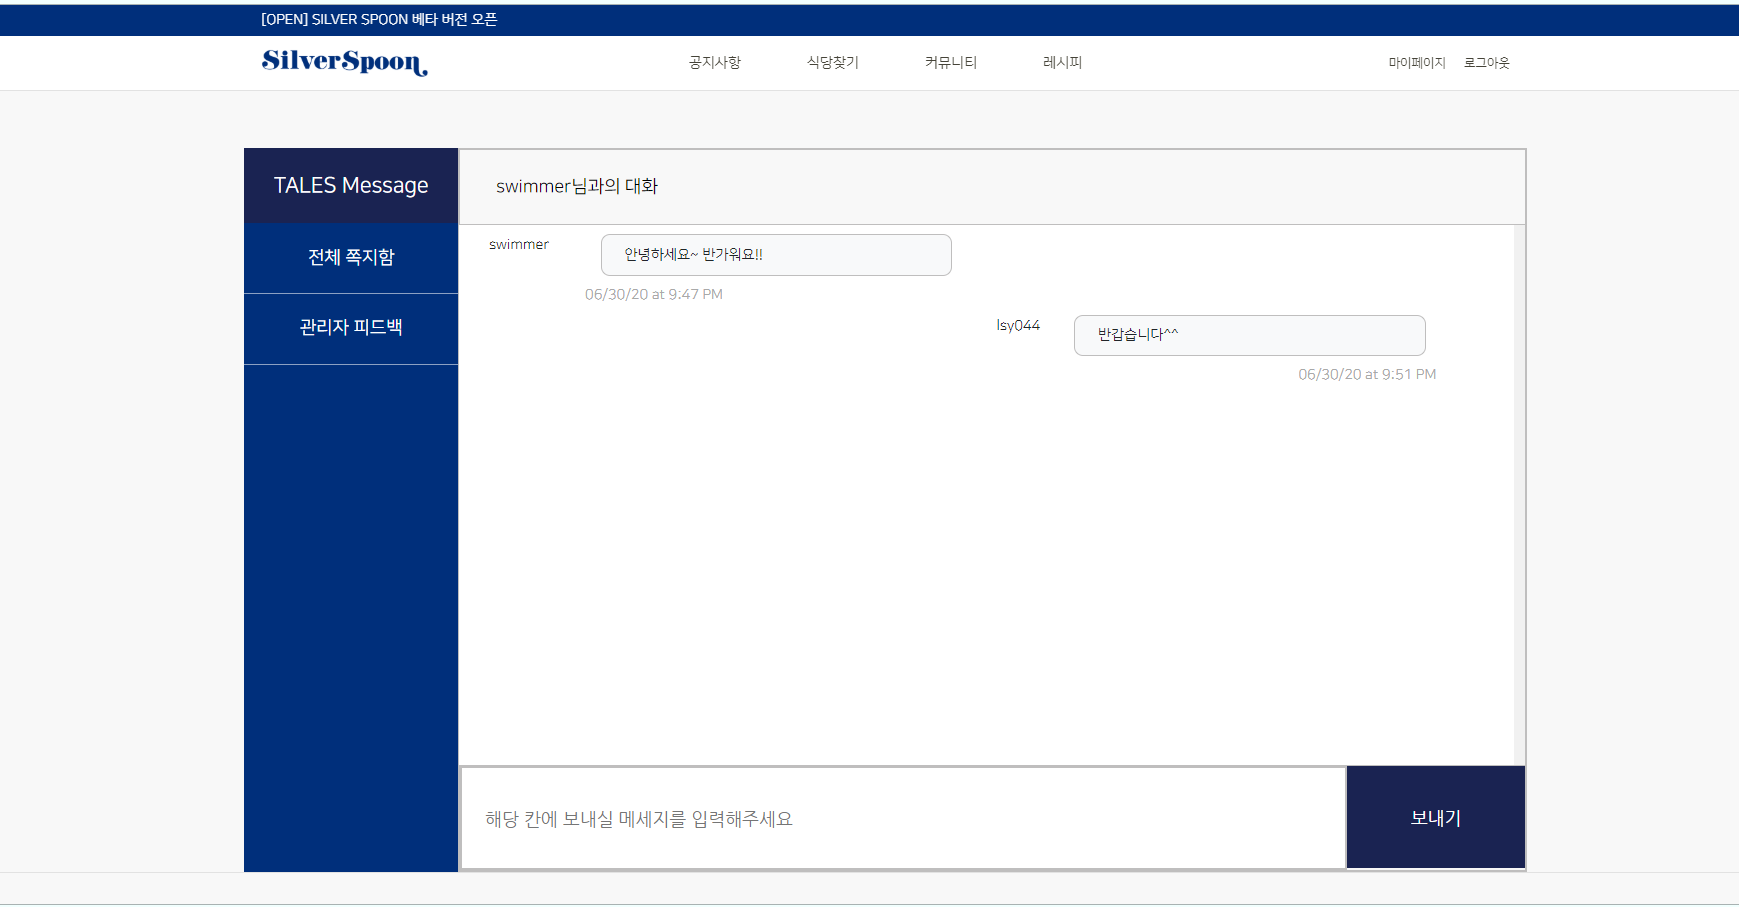 [OPEN] SILVER SPOON 베타 버젼 오픈
SilverSpoon
공지사항 식당찾기 커뮤니티 레시피
마이페이지 로그아웃
TALES Message
전체 쪽지함
관리자 피드백
swimmer님과의 대화
swimmer
안녕하세요~ 반가워요!!
06/30/20 at 9:47 PM
lsy044
반갑습니다^^
06/30/20 at 9:51 PM
해당 칸에 보내실 메세지를 입력해주세요
보내기